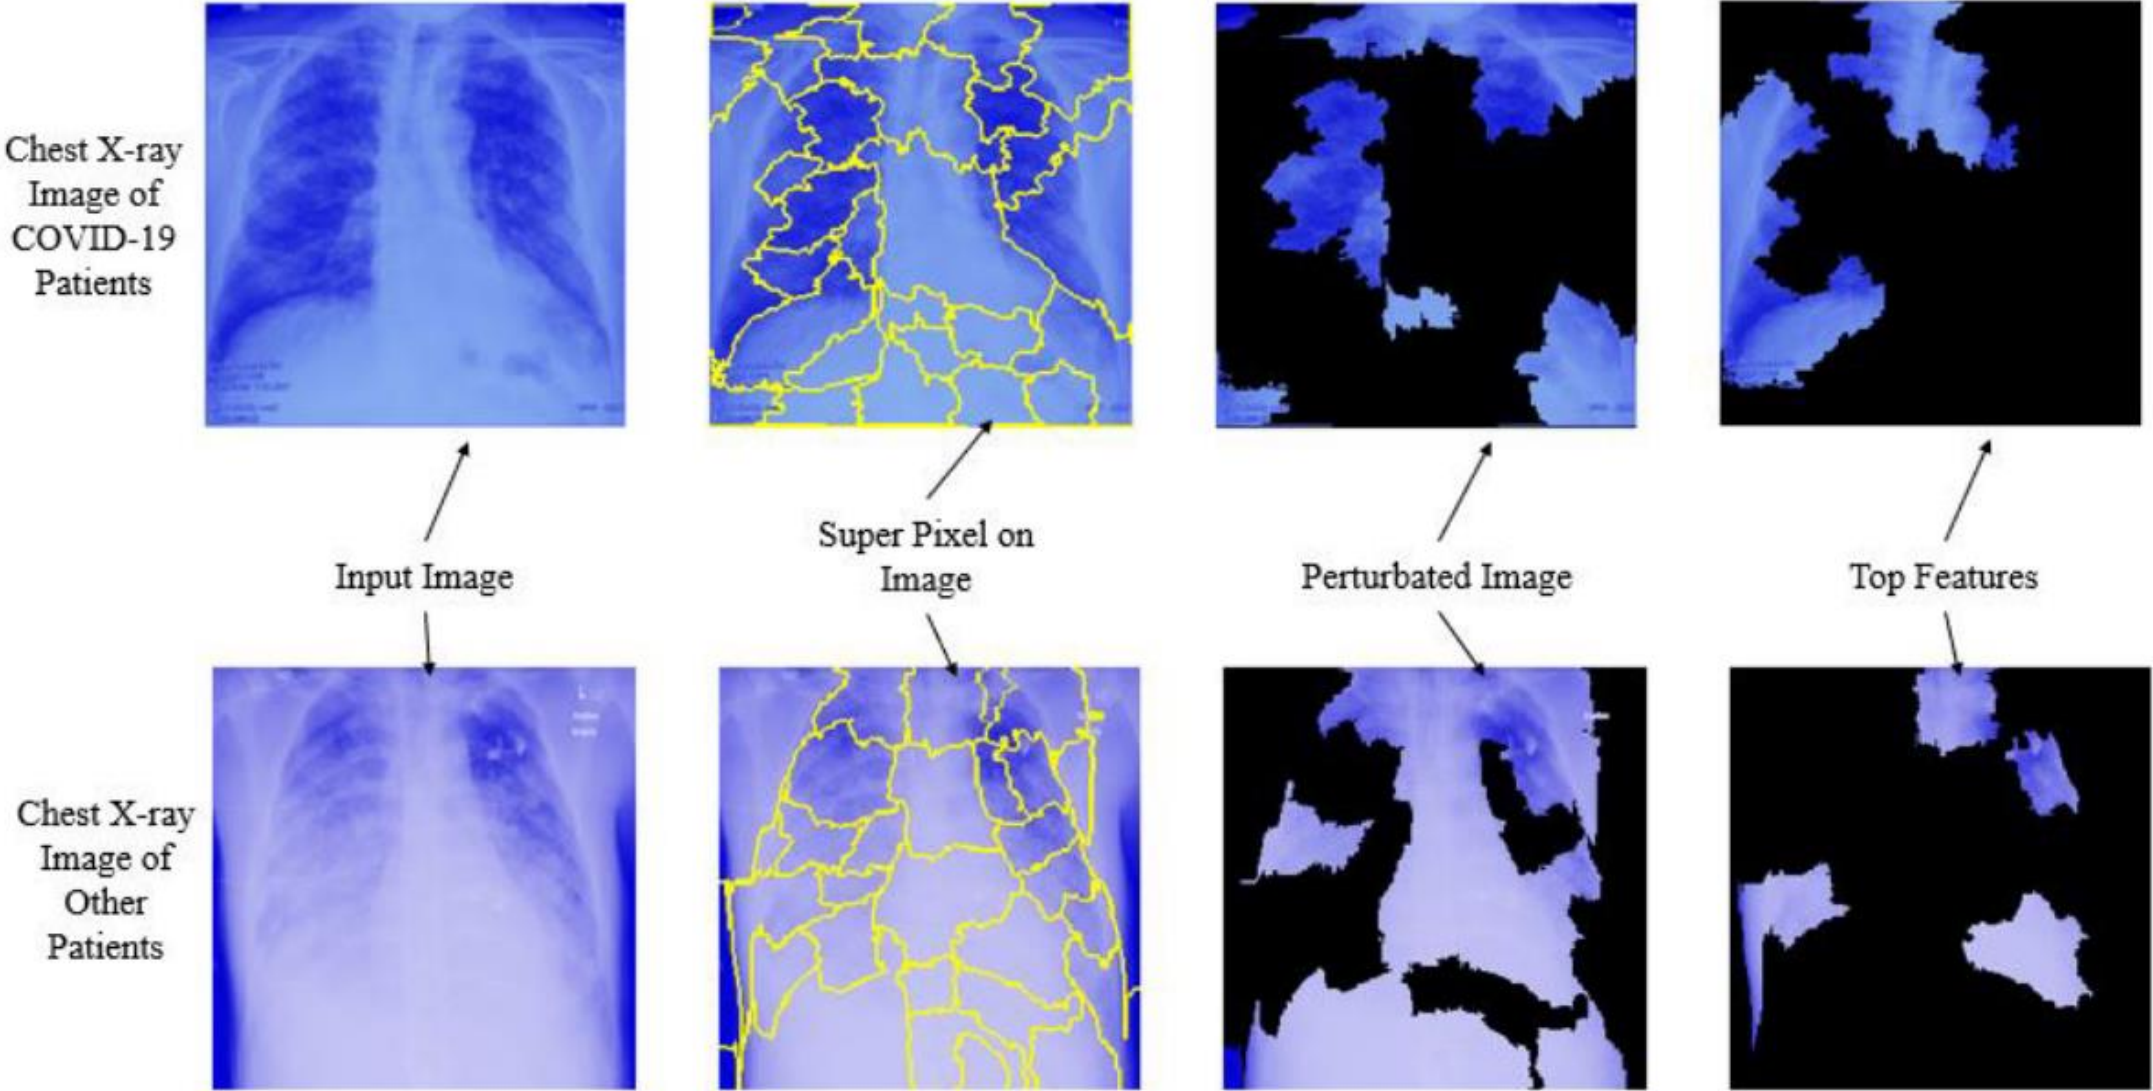 Chest X-ray
Image of
COVID-19
Patients
Input Image
Super Pixel on
Image
Perturbated Image
Top Features
L
Chest X-ray
Image of
Other
Patients